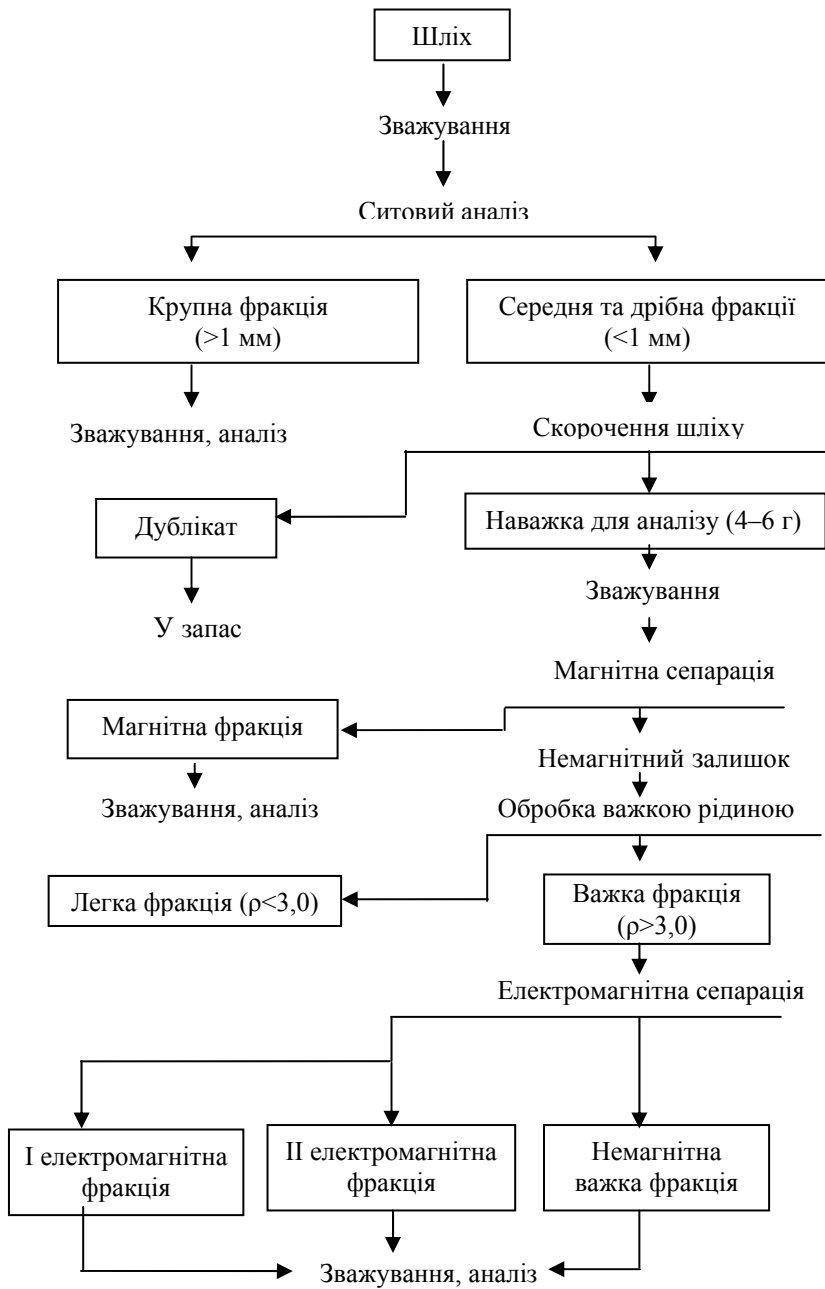 Шліх
Зважування
Ситовий аналіз
Крупна фракція
(>1 мм)
Середня та дрібна фракції
(<1 мм)
Зважування, аналіз
Скорочення шліху
Дублікат
Наважка для аналізу (4–6 г)
У запас
Зважування
Магнітна сепарація
Магнітна фракція
Немагнітний залишок
Зважування, аналіз
Обробка важкою рідиною
Легка фракція (ρ<3,0)
Важка фракція
(ρ>3,0)
Електромагнітна сепарація
І електромагнітна
фракція
ІІ електромагнітна
фракція
Немагнітна
важка фракція
Зважування, аналіз